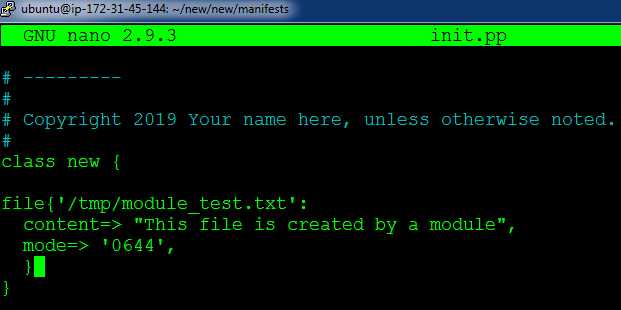 ubuntu@ip-172-31-45-144: ~/new/new/manifests
GNU nano 2.9.3 init.pp
# ---------
#
# Copyright 2019 Your name here, unless otherwise noted.
#
class new {
file{'/tmp/module_test.txt':
content=> "This file is created by a module",
mode=> '0644',
}
}